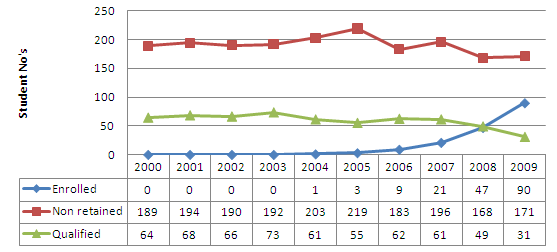 250
200
150
100
50
0
Student No's
2000 2001 2002 2003 2004 2005 2006 2007 2008 2009
Enrolled 0 0 0 0 1 3 9 21 47 90
Non retained 189 194 190 192 203 219 183 196 168 171
Qualified 64 68 66 73 61 55 62 61 49 31